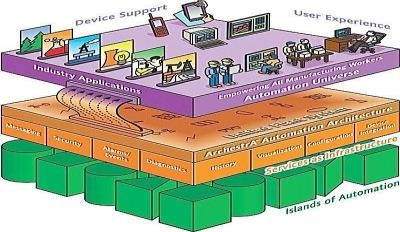 Device Support
User Experience
Industry Applications
Empowering All Manufacturing Workers
Automation Universe
ArchestrA Automation Architecture
Messaging
Security
Alarms/
Events
Diagnostics
History
Visualisations
Configuration
Device
Integration
Services as Infrastructure
Islands of Automation